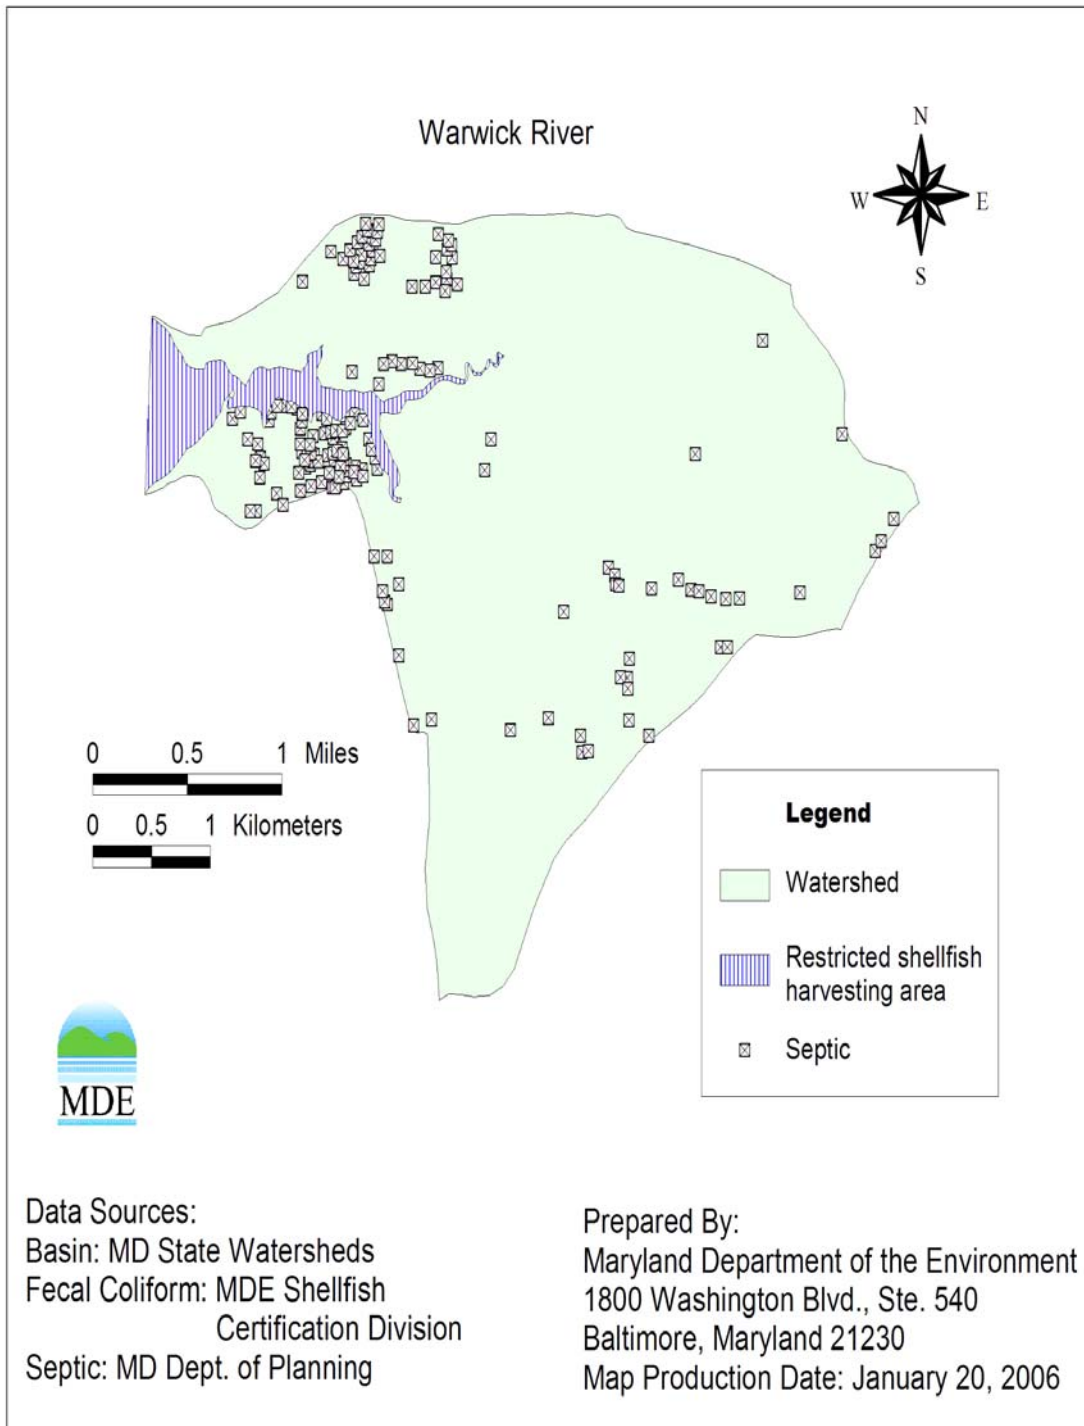 Warwick River
N
W E
S
0 0.5 1 Miles
0 0.5 1 Kilometers
Legend
Watershed
Restricted shellfish
harvesting area
Septic
MDE
Data Sources:
Basin: MD State Watersheds
Fecal Coliform: MDE Shellfish
Certification Division
Septic: MD Dept. of Planning
Prepared By:
Maryland Department of the Environment
1800 Washington Blvd., Ste. 540
Baltimore, Maryland 21230
Map Production Date: January 20, 2006